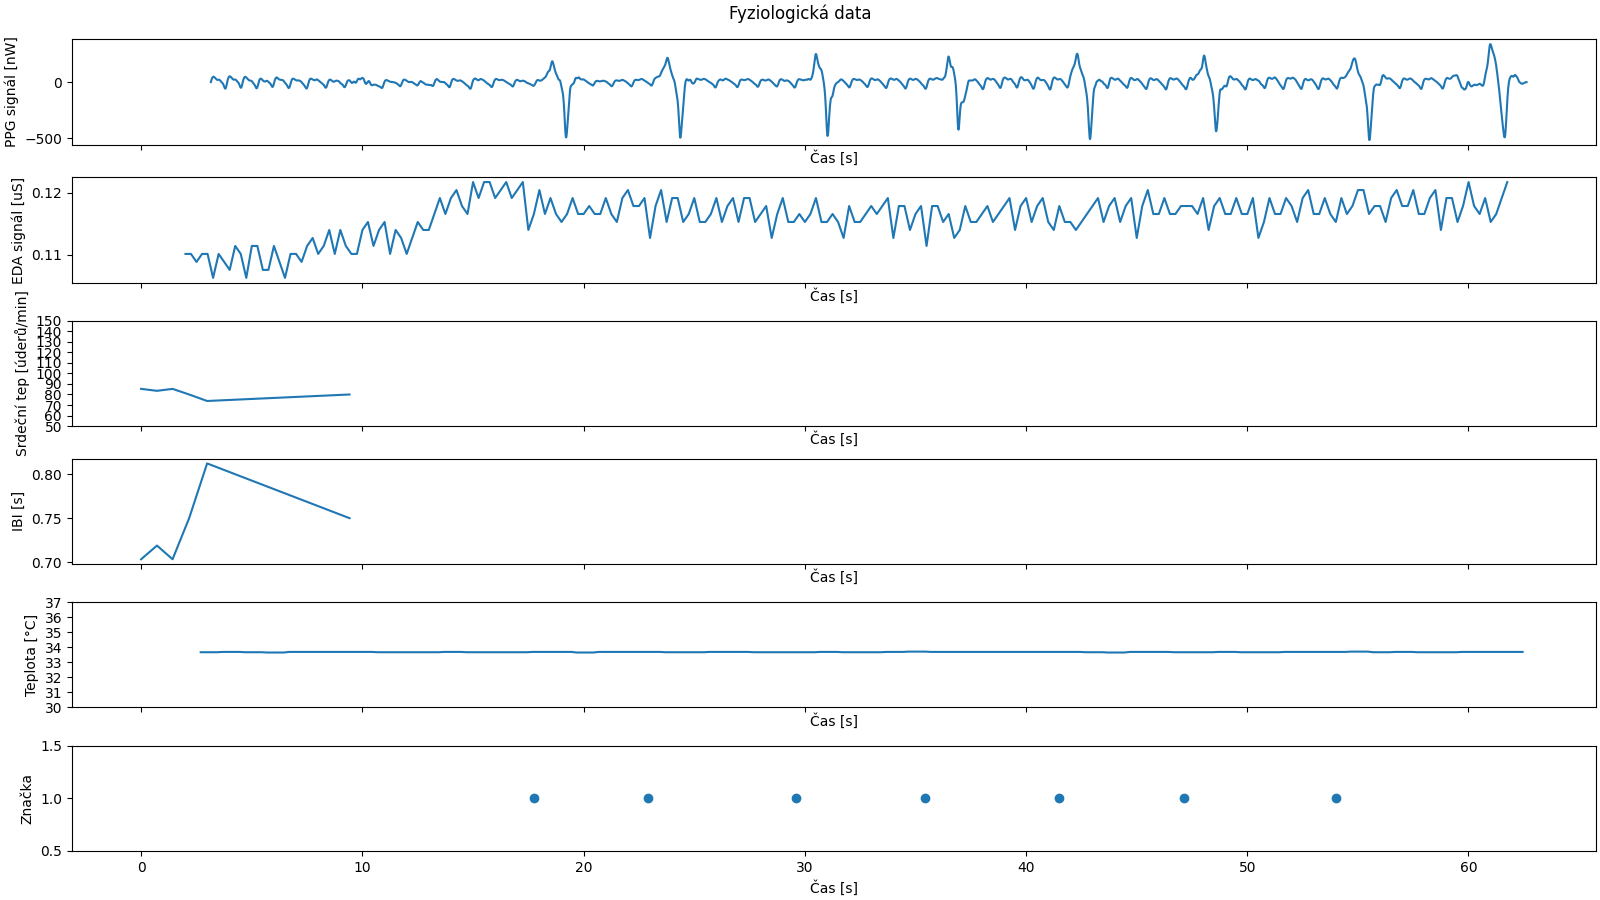 Fyziologická data
PPG signál [nW]
0
−500
Čas [s]
EDA signál [uS]
0.12
0.11
Čas [s]
Srdeční tep [úderů/min]
150
140
130
120
110
100
90
80
70
60
50
Čas [s]
IBI [s]
0.80
0.75
0.70
Čas [s]
Teplota [°C]
37
36
35
34
33
32
31
30
Čas [s]
Značka
1.5
1.0
0.5
0 10 20 30 40 50 60
Čas [s]